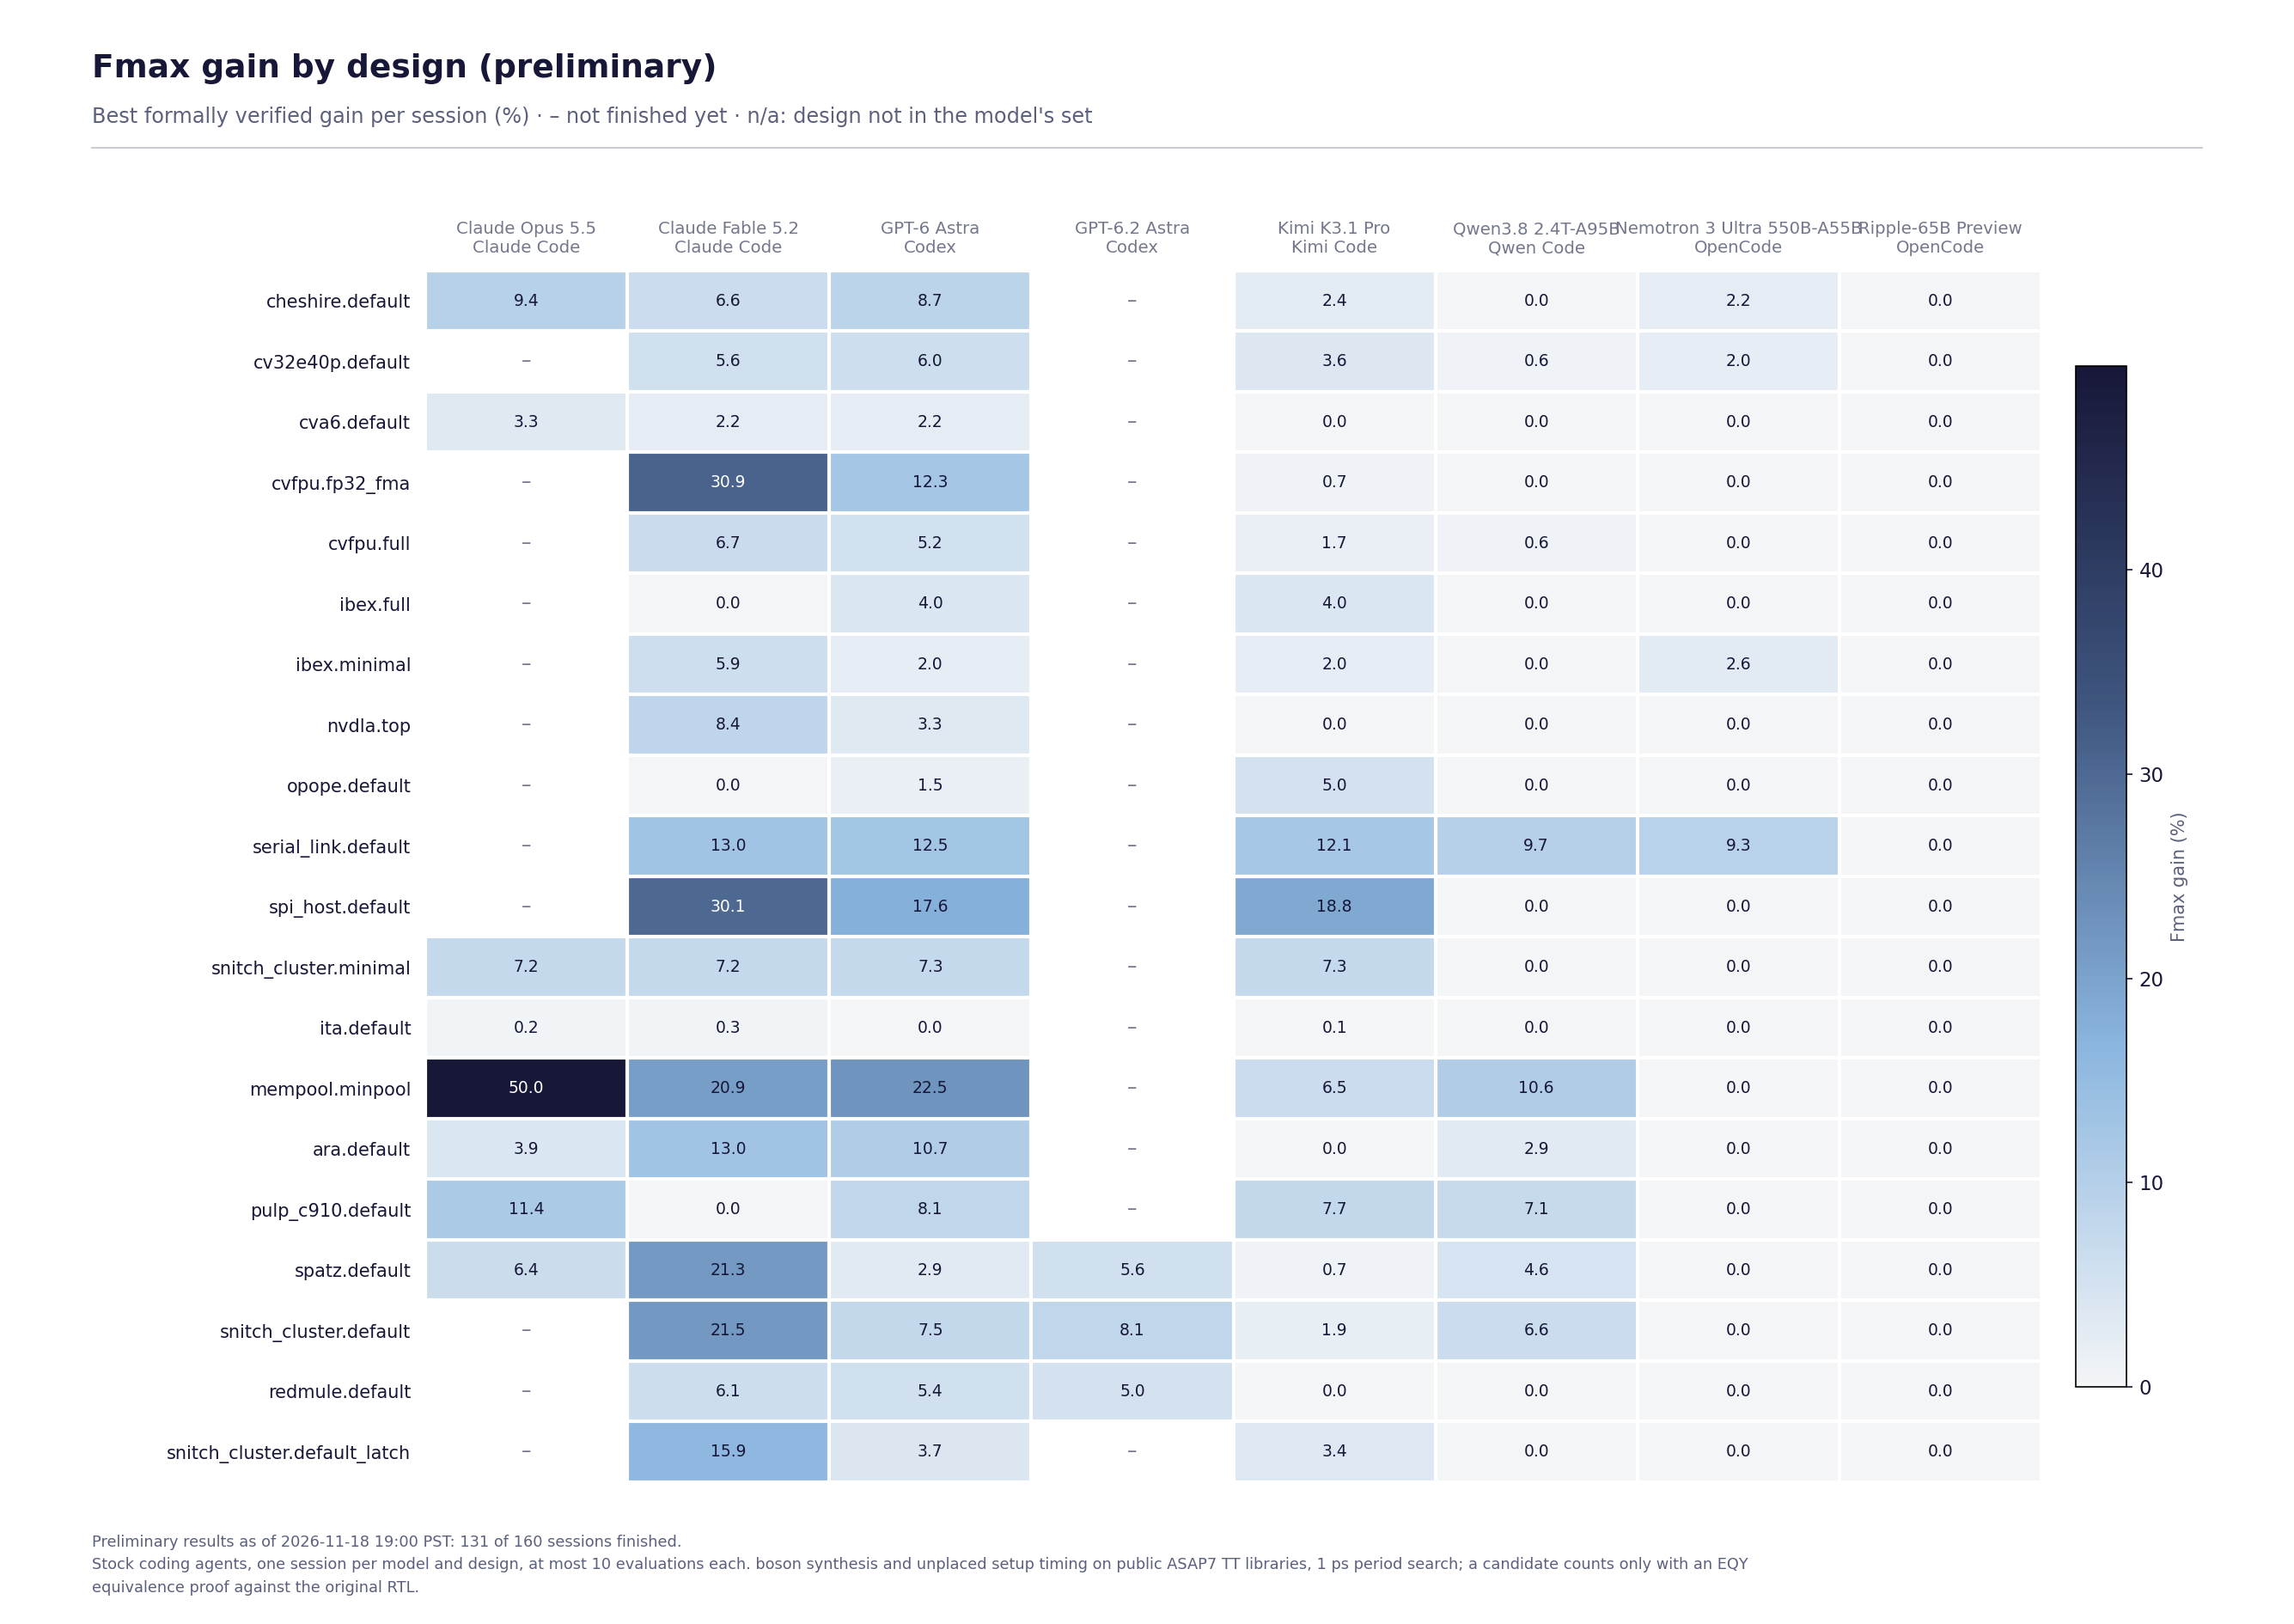 Fmax gain by design (preliminary)
Best formally verified gain per session (%) · – not finished yet · n/a: design not in the model's set
Claude Opus 5.5 Claude Fable 5.2 GPT-6 Astra GPT-6.2 Astra Kimi K3.1 Pro Qwen3.8 2.4T-A95B Nemotron 3 Ultra 550B-A55B Ripple-65B Preview
Claude Code Claude Code Codex Codex Kimi Code Qwen Code OpenCode OpenCode
cheshire.default 9.4 6.6 8.7 – 2.4 0.0 2.2 0.0
cv32e40p.default – 5.6 6.0 – 3.6 0.6 2.0 0.0
cva6.default 3.3 2.2 2.2 – 0.0 0.0 0.0 0.0
cvfpu.fp32_fma – 30.9 12.3 – 0.7 0.0 0.0 0.0
cvfpu.full – 6.7 5.2 – 1.7 0.6 0.0 0.0
ibex.full – 0.0 4.0 – 4.0 0.0 0.0 0.0
ibex.minimal – 5.9 2.0 – 2.0 0.0 2.6 0.0
nvdla.top – 8.4 3.3 – 0.0 0.0 0.0 0.0
opope.default – 0.0 1.5 – 5.0 0.0 0.0 0.0
serial_link.default – 13.0 12.5 – 12.1 9.7 9.3 0.0
spi_host.default – 30.1 17.6 – 18.8 0.0 0.0 0.0
snitch_cluster.minimal 7.2 7.2 7.3 – 7.3 0.0 0.0 0.0
ita.default 0.2 0.3 0.0 – 0.1 0.0 0.0 0.0
mempool.minpool 50.0 20.9 22.5 – 6.5 10.6 0.0 0.0
ara.default 3.9 13.0 10.7 – 0.0 2.9 0.0 0.0
pulp_c910.default 11.4 0.0 8.1 – 7.7 7.1 0.0 0.0
spatz.default 6.4 21.3 2.9 5.6 0.7 4.6 0.0 0.0
snitch_cluster.default – 21.5 7.5 8.1 1.9 6.6 0.0 0.0
redmule.default – 6.1 5.4 5.0 0.0 0.0 0.0 0.0
snitch_cluster.default_latch – 15.9 3.7 – 3.4 0.0 0.0 0.0
40
30
20
10
0
Fmax gain (%)
Preliminary results as of 2026-11-18 19:00 PST: 131 of 160 sessions finished.
Stock coding agents, one session per model and design, at most 10 evaluations each. boson synthesis and unplaced setup timing on public ASAP7 TT libraries, 1 ps period search; a candidate counts only with an EQY
equivalence proof against the original RTL.